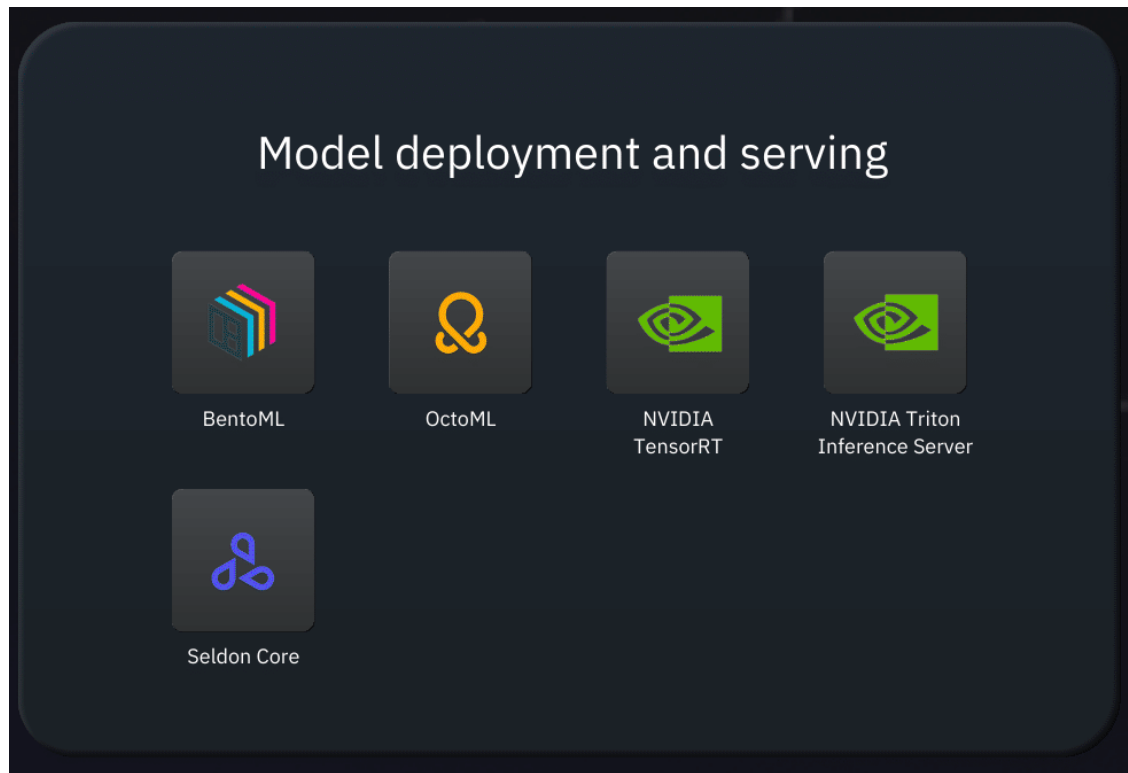 Model deployment and serving
BentoML
OctoML
NVIDIA
TensorRT
NVIDIA Triton
Inference Server
Seldon Core